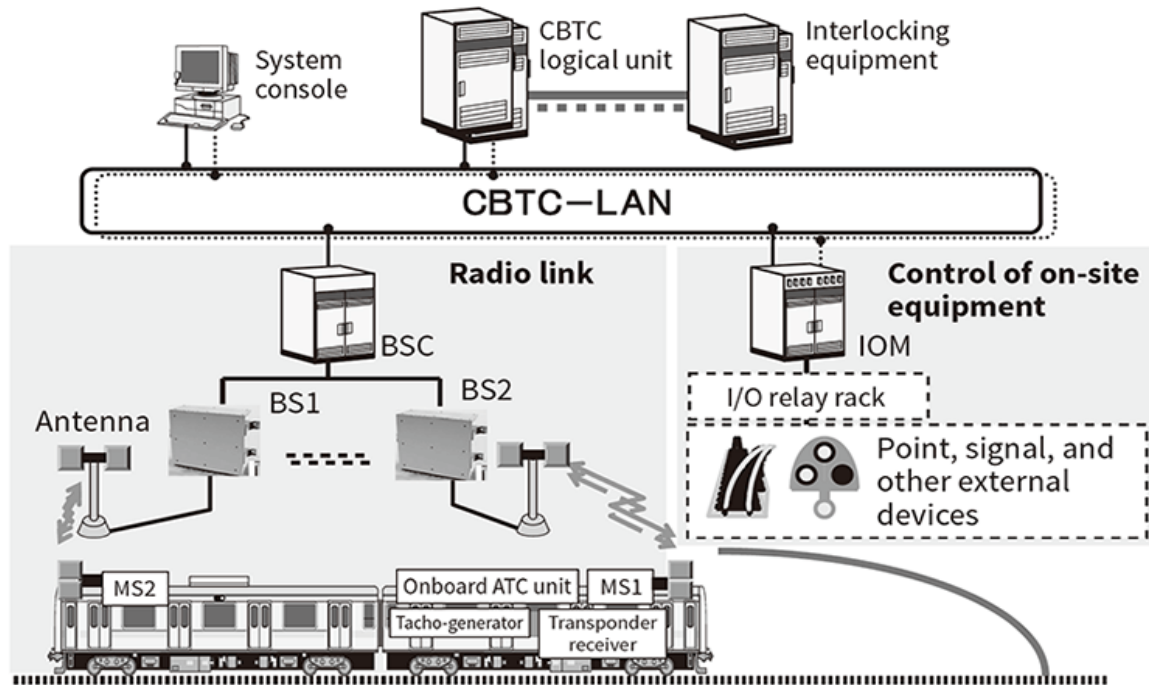 System
console
CBTC
logical unit
Interlocking
equipment
CBTC–LAN
Radio link
Control of on-site
equipment
BSC
IOM
BS1
BS2
Antenna
I/O relay rack
Point, signal, and
other external
devices
MS2
Onboard ATC unit
MS1
Tacho-generator
Transponder
receiver